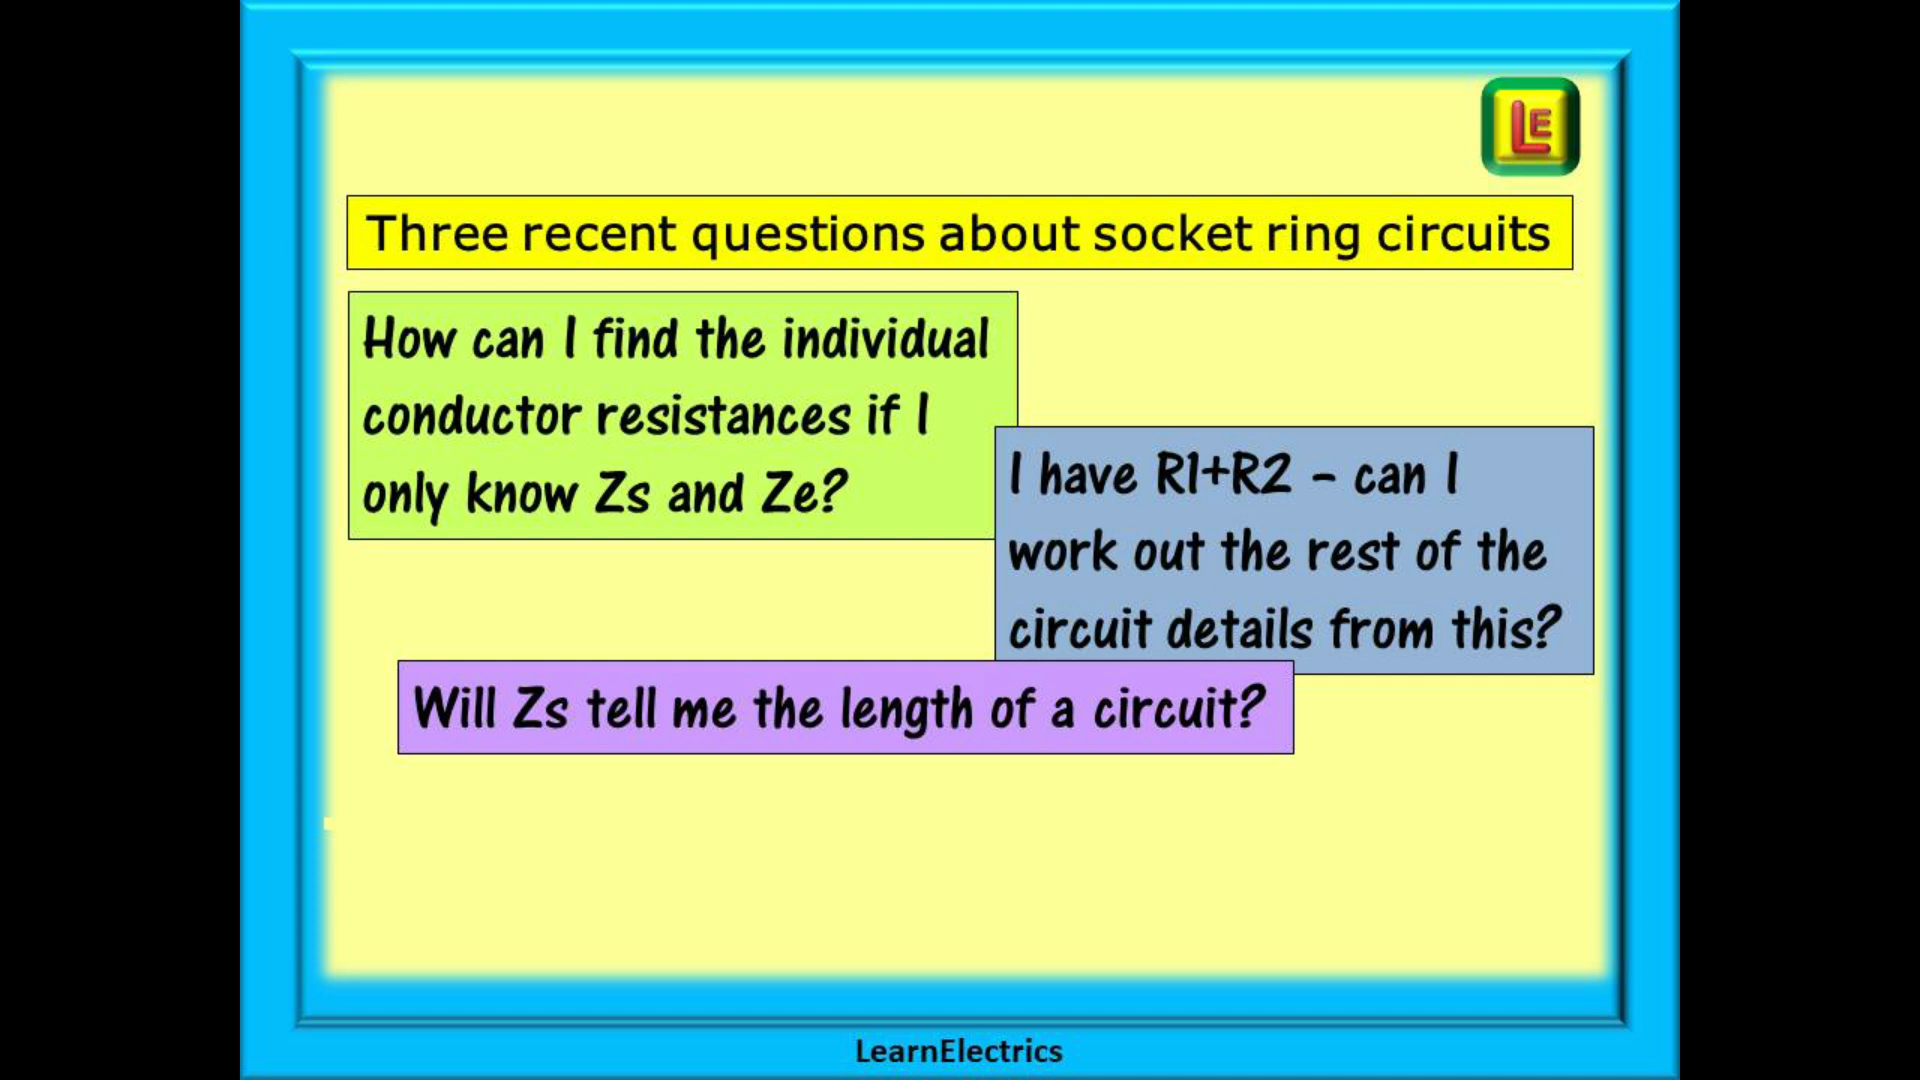 LE
Three recent questions about socket ring circuits
How can I find the individual
conductor resistances if I
only know Zs and Ze?
I have R1+R2 – can I
work out the rest of the
circuit details from this?
Will Zs tell me the length of a circuit?
LearnElectrics